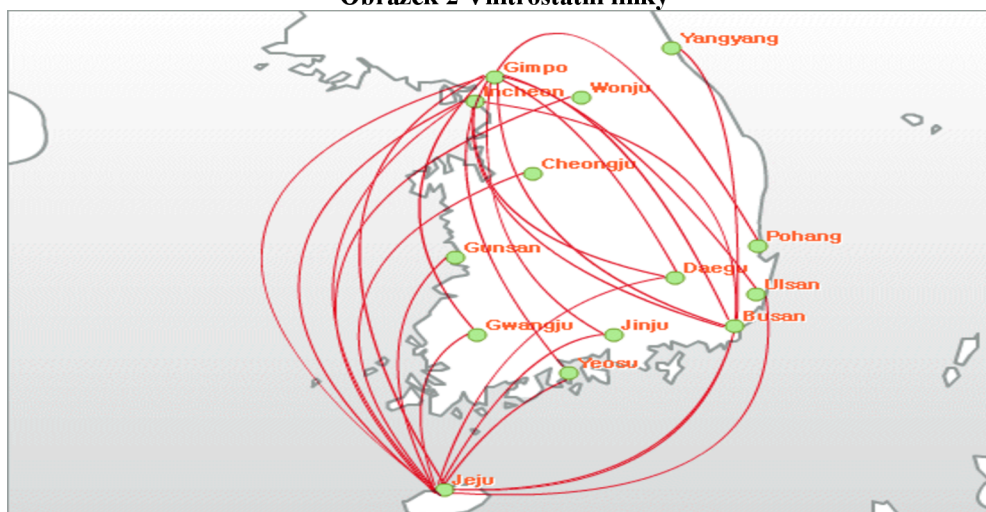 Obrázek 2 Vnitrostátní linky
Yangyang
Gimpo
Incheon
Wonju
Cheongju
Pohang
Gunsan
Daegu
Ulsan
Busan
Gwangju
Jinju
Yeosu
Jeju